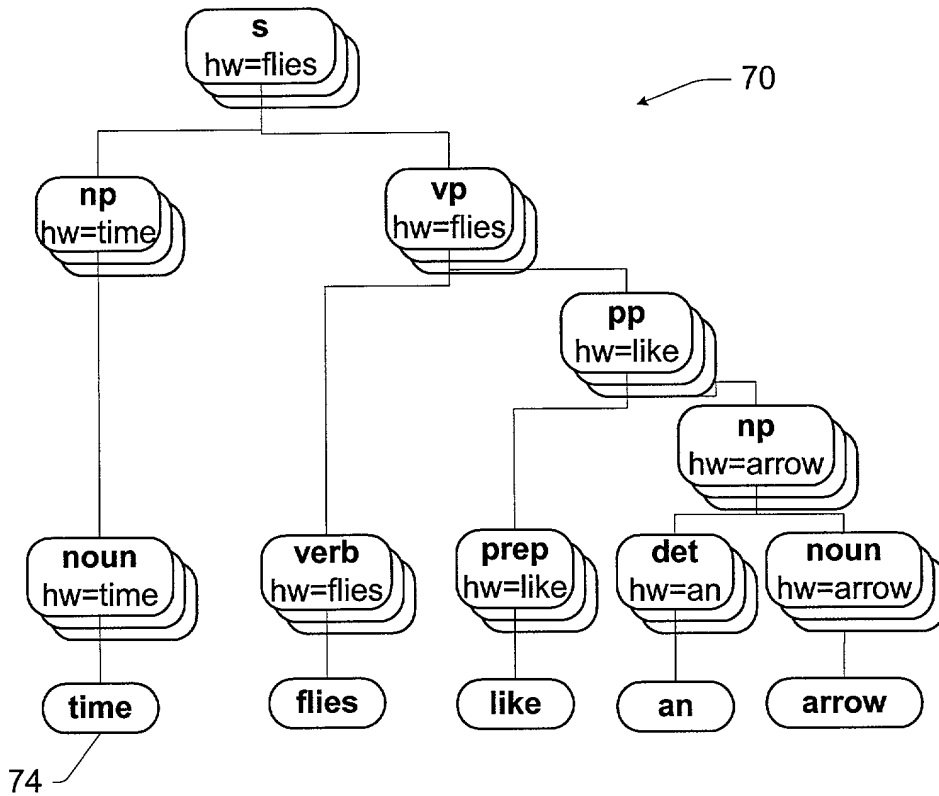 s
hw=flies
70
np
hw=time
vp
hw=flies
pp
hw=like
np
hw=arrow
noun
hw=time
verb
hw=flies
prep
hw=like
det
hw=an
noun
hw=arrow
time
flies
like
an
arrow
74